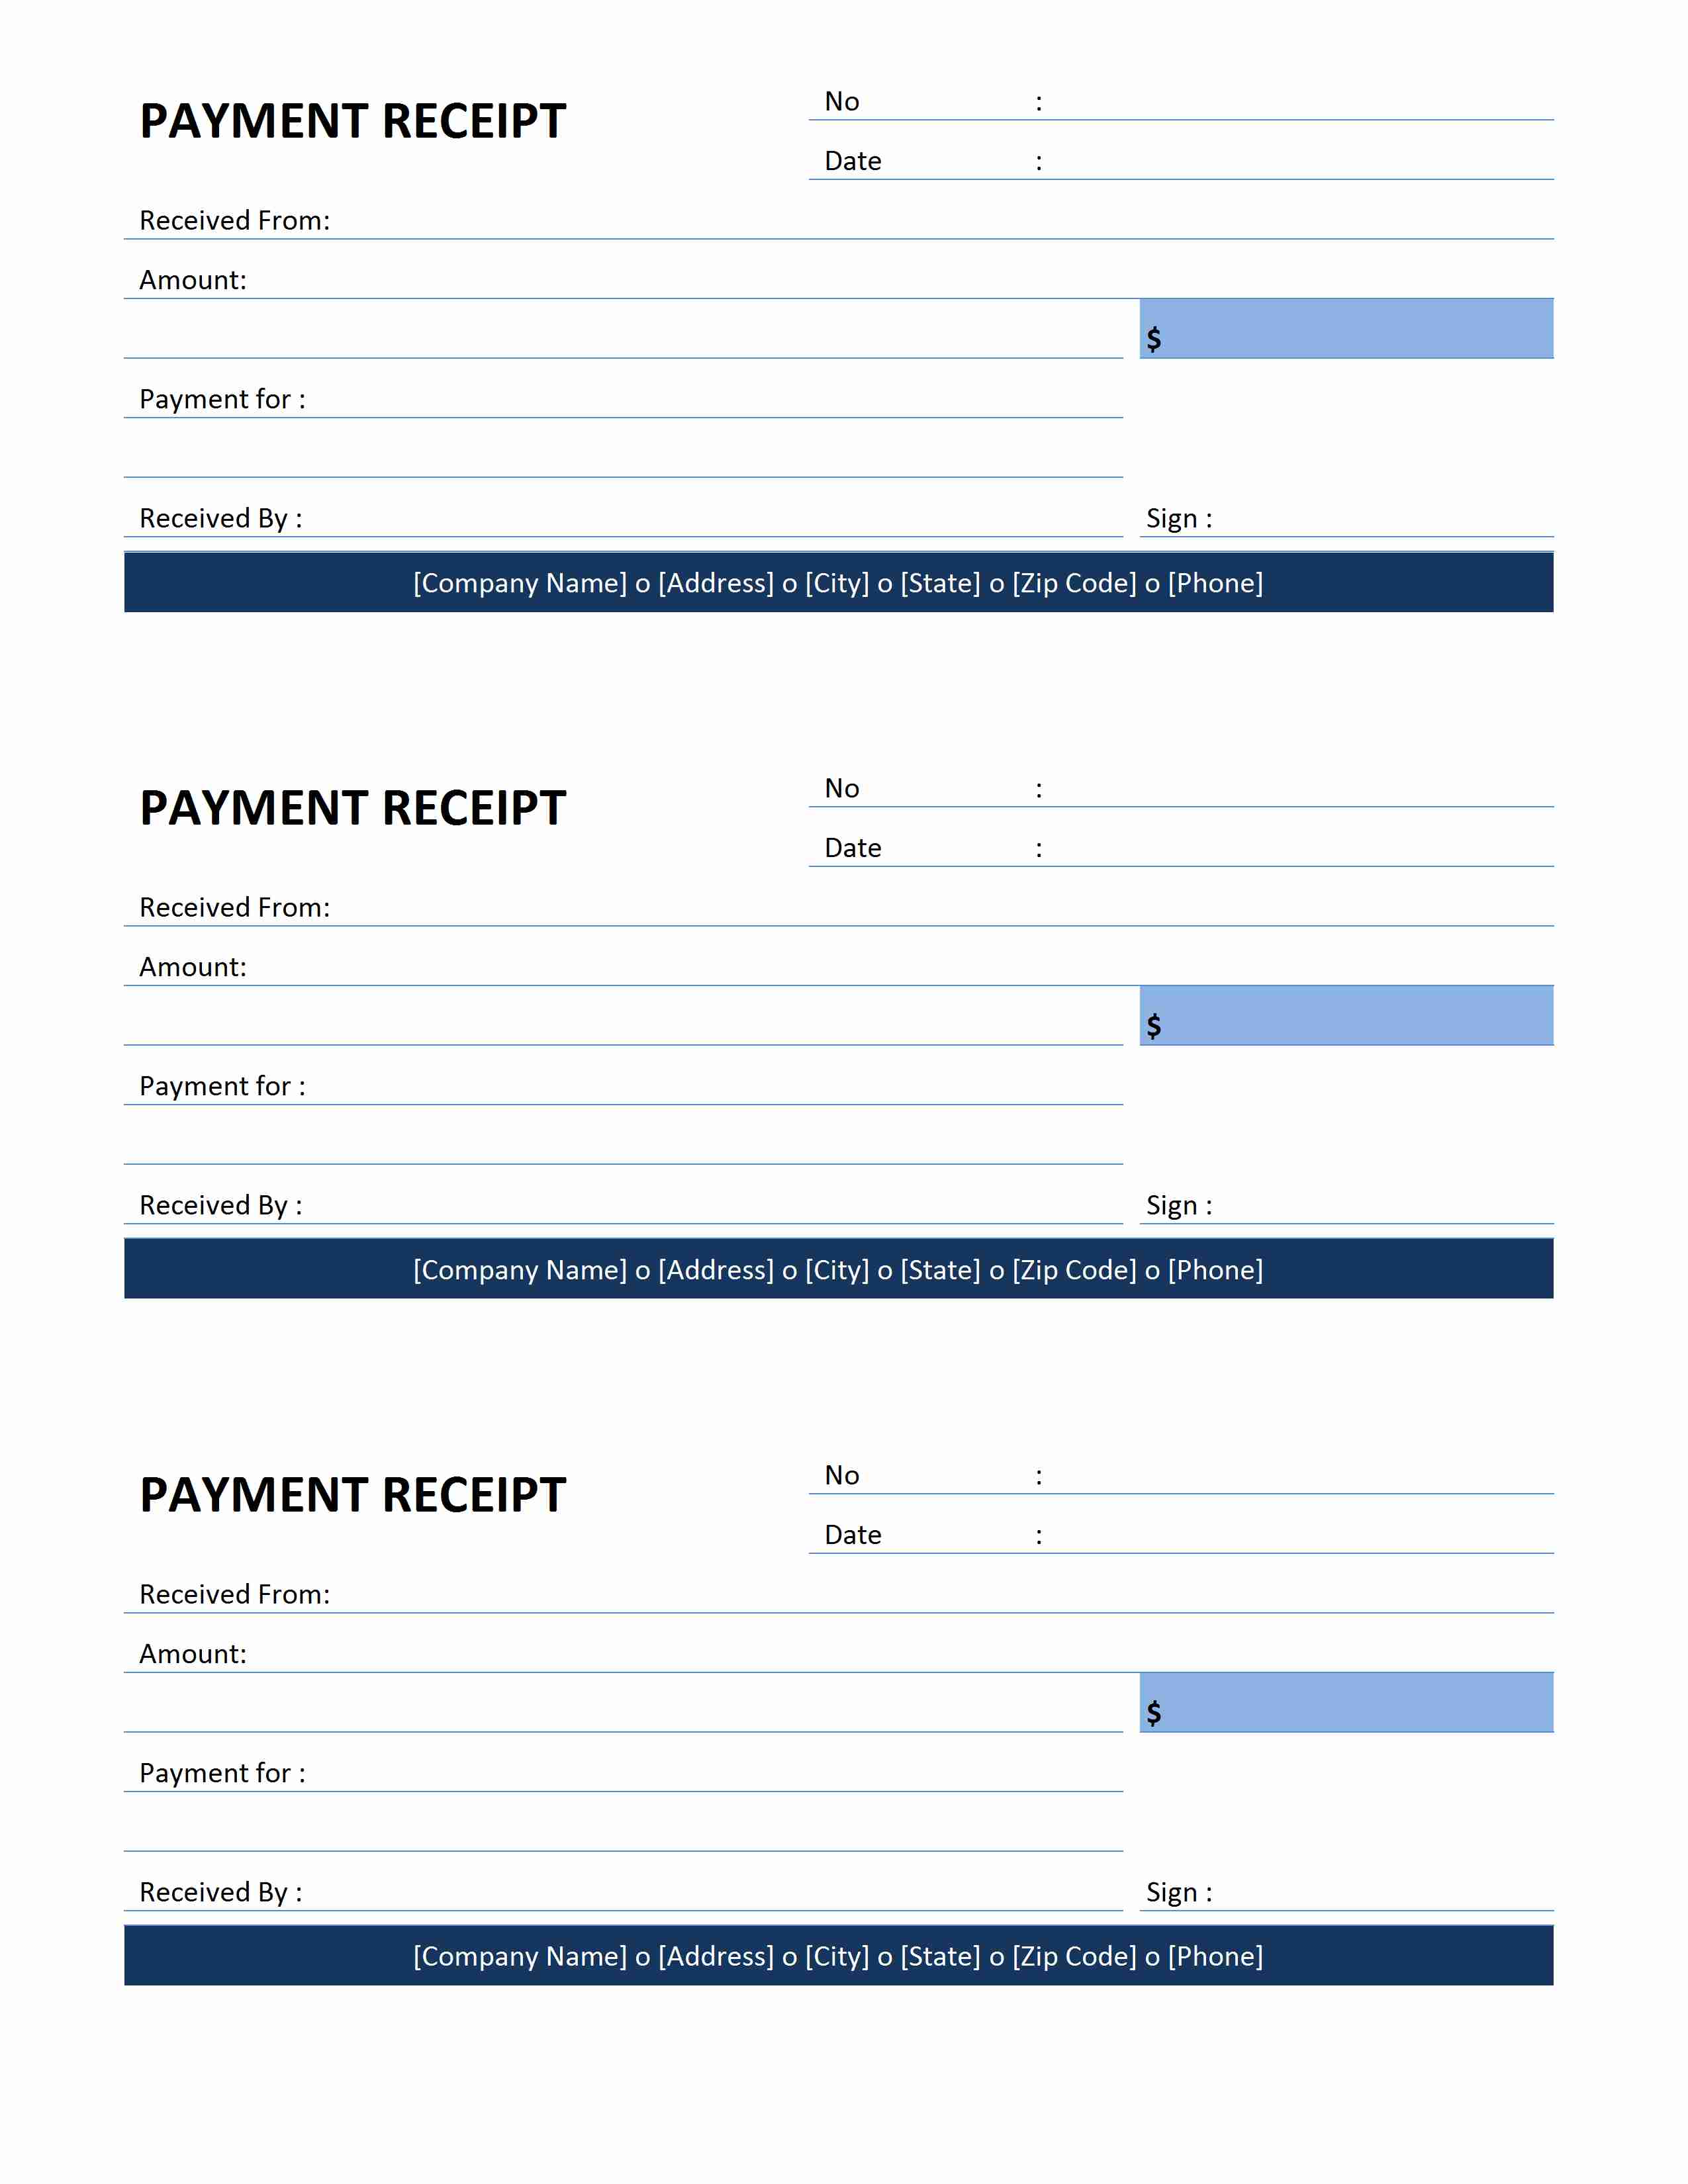 PAYMENT RECEIPT
No :
Date :
Received From:
Amount:
$
Payment for :
Received By : Sign :
[Company Name] o [Address] o [City] o [State] o [Zip Code] o [Phone]
PAYMENT RECEIPT
No :
Date :
Received From:
Amount:
$
Payment for :
Received By : Sign :
[Company Name] o [Address] o [City] o [State] o [Zip Code] o [Phone]
PAYMENT RECEIPT
No :
Date :
Received From:
Amount:
$
Payment for :
Received By : Sign :
[Company Name] o [Address] o [City] o [State] o [Zip Code] o [Phone]